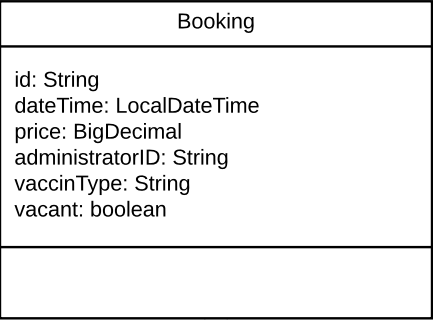 Booking
id: String
dateTime: LocalDateTime
price: BigDecimal
administratorID: String
vaccinType: String
vacant: boolean